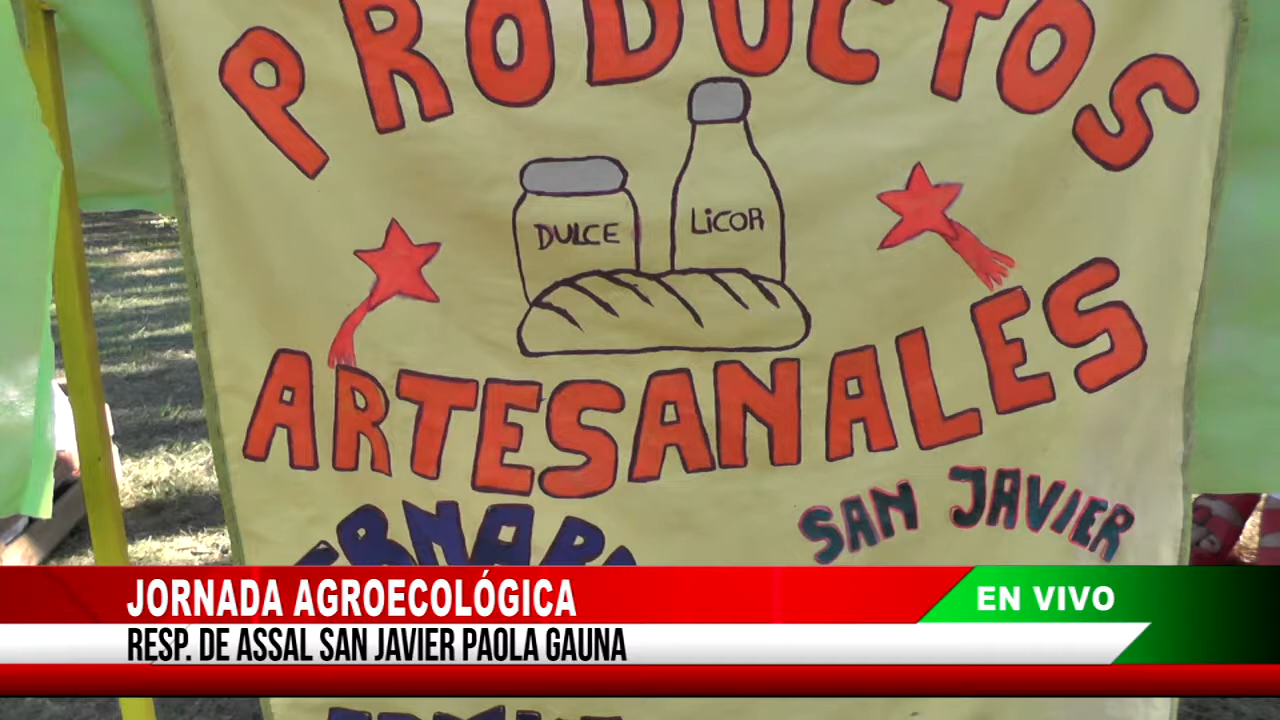 PRODUCTOS
DULCE
LICOR
ARTESANALES
SAN JAVIER
JORNADA AGROECOLÓGICA
EN VIVO
RESP. DE ASSAL SAN JAVIER PAOLA GAUNA